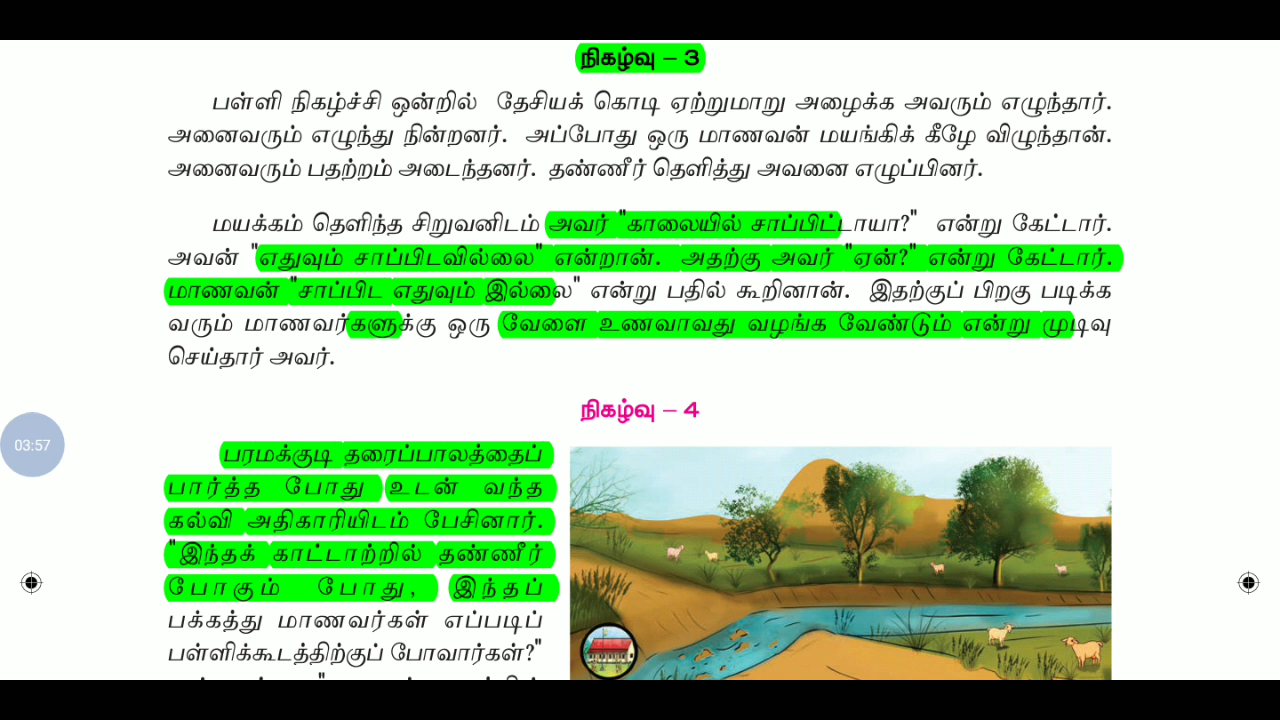 நிகழ்வு – 3
பள்ளி நிகழ்ச்சி ஒன்றில் தேசியக் கொடி ஏற்றுமாறு அழைக்க அவரும் எழுந்தார்.
அனைவரும் எழுந்து நின்றனர். அப்போது ஒரு மாணவன் மயங்கிக் கீழே விழுந்தான்.
அனைவரும் பதற்றம் அடைந்தனர். தண்ணீர் தெளித்து அவனை எழுப்பினர்.
மயக்கம் தெளிந்த சிறுவனிடம் அவர் "காலையில் சாப்பிட்டாயா?" என்று கேட்டார்.
அவன் "எதுவும் சாப்பிடவில்லை" என்றான். அதற்கு அவர் "ஏன்?" என்று கேட்டார்.
மாணவன் "சாப்பிட எதுவும் இல்லை" என்று பதில் கூறினான். இதற்குப் பிறகு படிக்க
வரும் மாணவர்களுக்கு ஒரு வேளை உணவாவது வழங்க வேண்டும் என்று முடிவு
செய்தார் அவர்.
நிகழ்வு – 4
பரமக்குடி தரைப்பாலத்தைப்
பார்த்த போது உடன் வந்த
கல்வி அதிகாரியிடம் பேசினார்.
"இந்தக் காட்டாற்றில் தண்ணீர்
போகும் போது, இந்தப்
பக்கத்து மாணவர்கள் எப்படிப்
பள்ளிக்கூடத்திற்குப் போவார்கள்?"
03:57